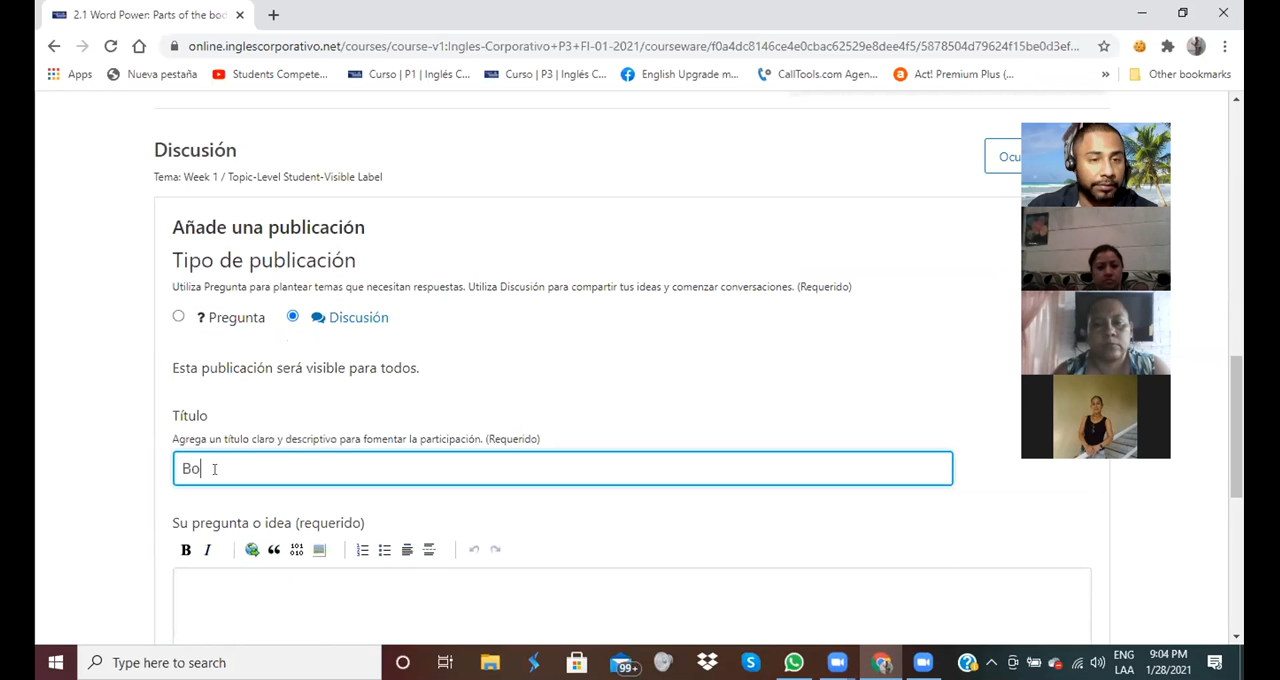 2.1 Word Power: Parts of the bo
online.inglescorporativo.net/courses/course-v1:Ingles-Corporativo+P3+FI-01-2021/courseware/f0a4dc8146ce4e0cbac62529e8dee4f5/5878504d79624f15be0d3ef...
Apps Nueva pestaña Students Compete... Curso | P1 | Inglés C... Curso | P3 | Inglés C... English Upgrade m... CallTools.com Agen... Act! Premium Plus (... » Other bookmarks
Discusión
Ocu
Tema: Week 1 / Topic-Level Student-Visible Label
Añade una publicación
Tipo de publicación
Utiliza Pregunta para plantear temas que necesitan respuestas. Utiliza Discusión para compartir tus ideas y comenzar conversaciones. (Requerido)
? Pregunta Discusión
Esta publicación será visible para todos.
Título
Agrega un título claro y descriptivo para fomentar la participación. (Requerido)
Bo
Su pregunta o idea (requerido)
B I
Type here to search
99+
ENG
LAA
9:04 PM
1/28/2021